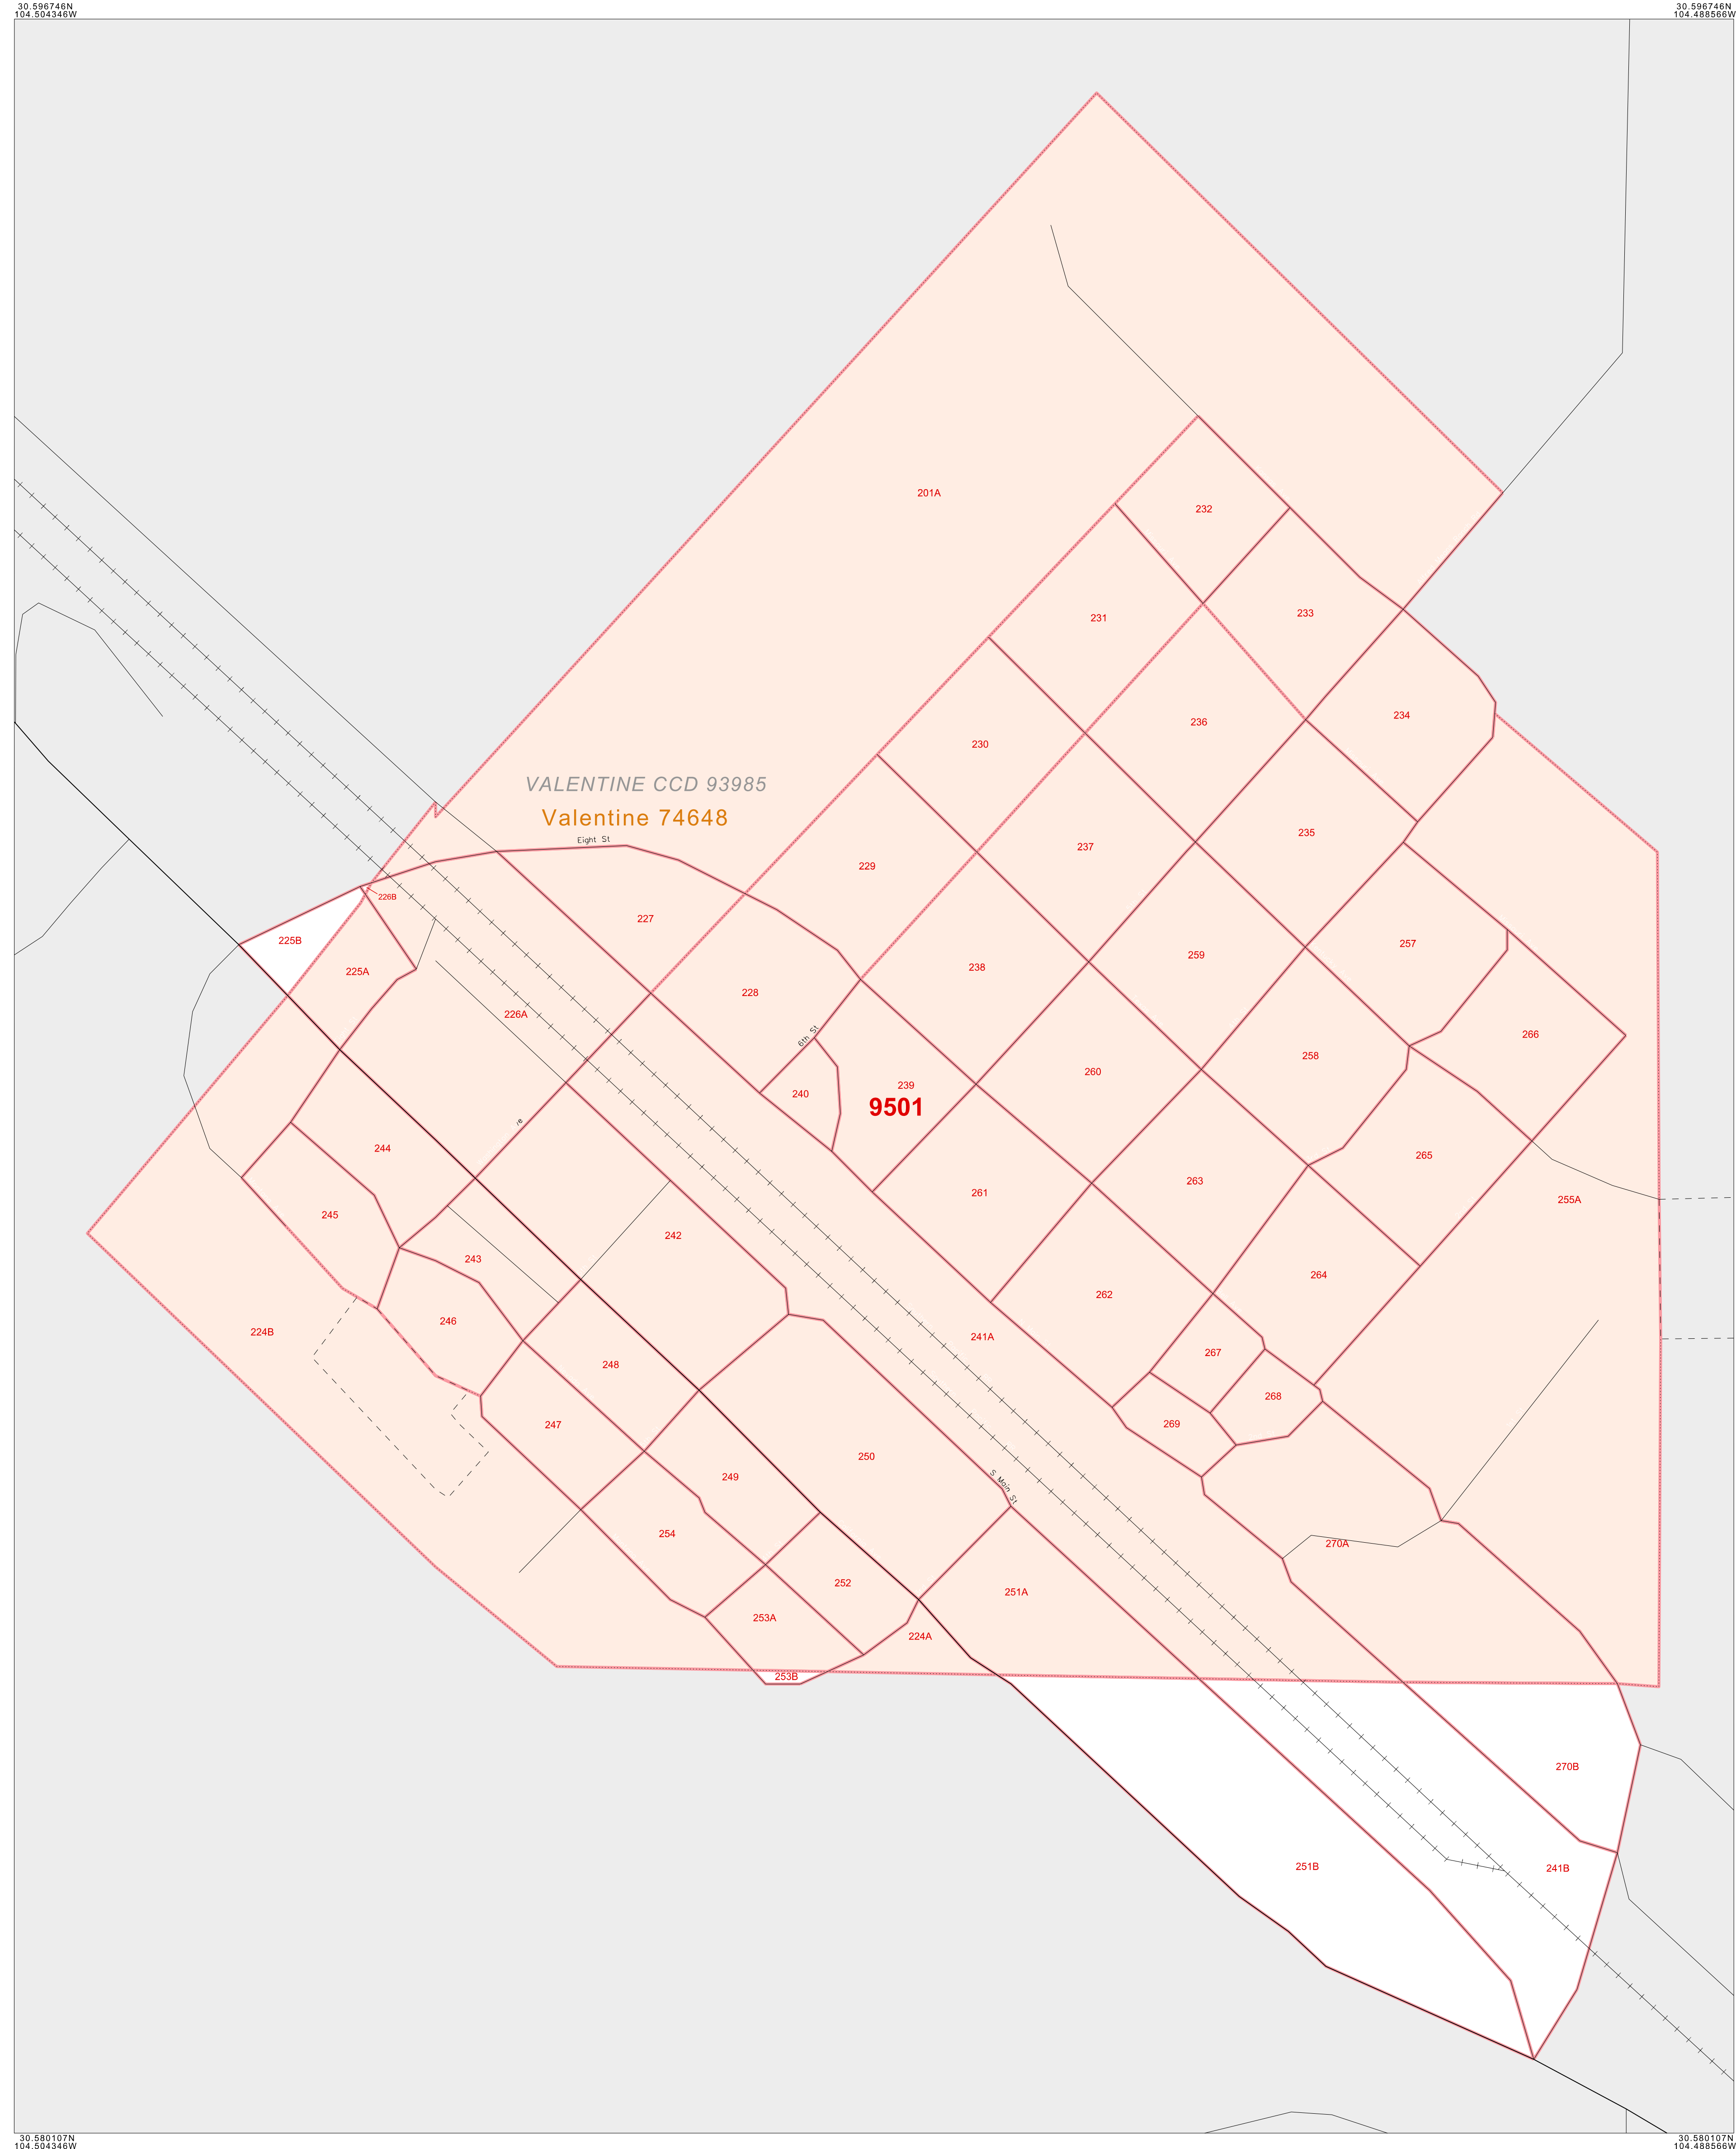 30.596746N
104.504346W
30.596746N
104.488566W
201A
232
231
233
230
236
234
VALENTINE CCD 93985
Valentine 74648
Eight St
229
237
235
226B
227
225B
225A
238
259
257
228
226A
6th St
240
239
9501
260
258
266
244
245
242
261
263
265
255A
243
246
224B
241A
262
264
248
267
268
269
247
249
250
S Main St
254
270A
252
251A
253A
224A
253B
270B
251B
241B
30.580107N
104.504346W
30.580107N
104.488566W